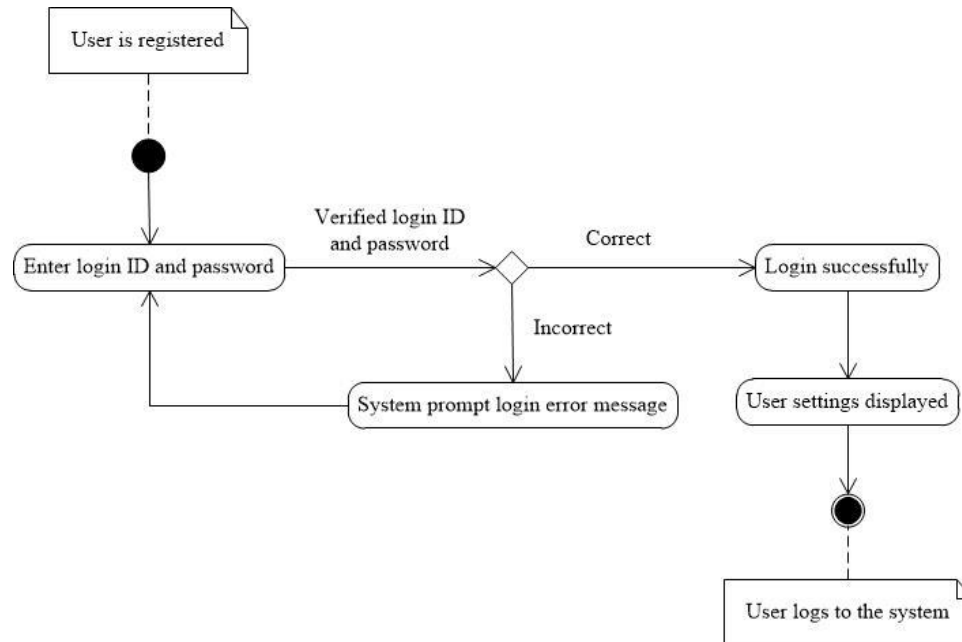 User is registered
Verified login ID
and password
Correct
Enter login ID and password
Login successfully
Incorrect
System prompt login error message
User settings displayed
User logs to the system